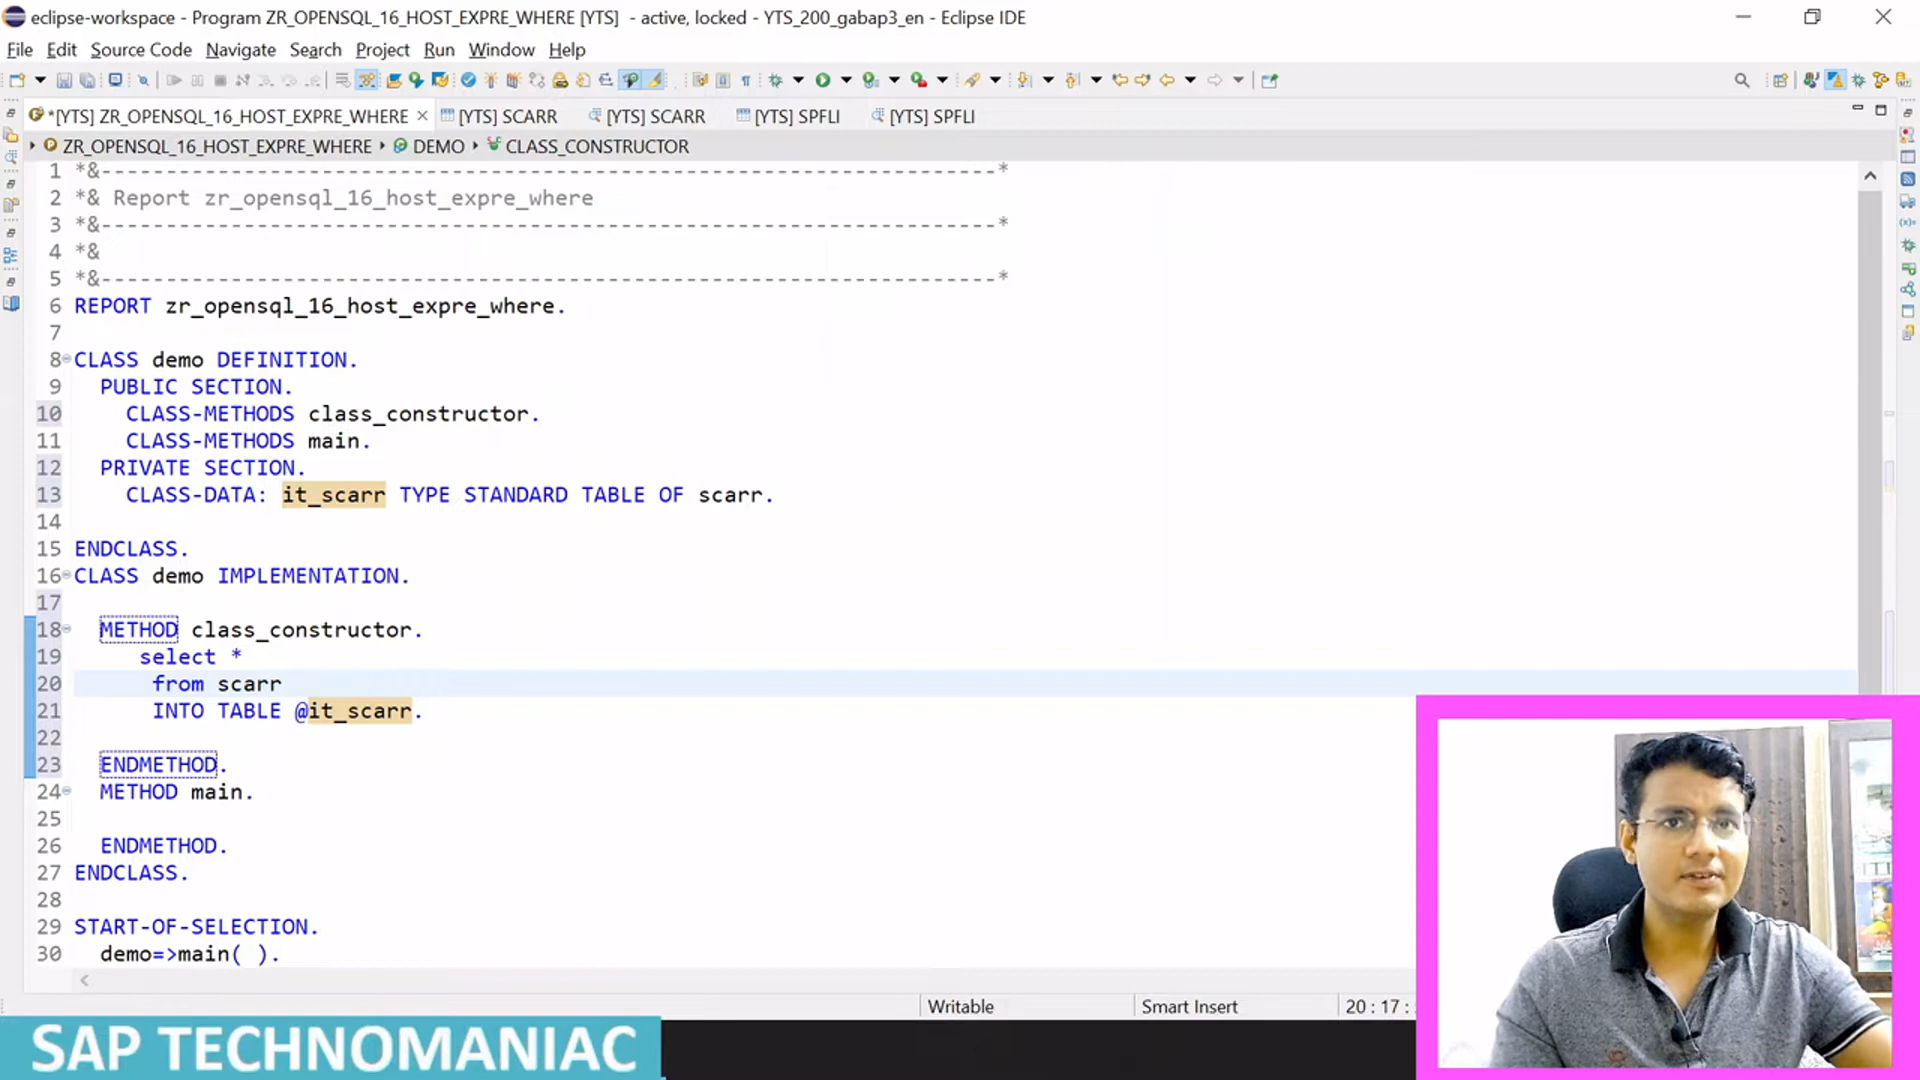 eclipse-workspace - Program ZR_OPENSQL_16_HOST_EXPRE_WHERE [YTS] - active, locked - YTS_200_gabap3_en - Eclipse IDE
File Edit Source Code Navigate Search Project Run Window Help
*[YTS] ZR_OPENSQL_16_HOST_EXPRE_WHERE [YTS] SCARR [YTS] SCARR [YTS] SPFLI [YTS] SPFLI
ZR_OPENSQL_16_HOST_EXPRE_WHERE DEMO CLASS_CONSTRUCTOR
1 *&---------------------------------------------------------------------*
2 *& Report zr_opensql_16_host_expre_where
3 *&---------------------------------------------------------------------*
4 *&
5 *&---------------------------------------------------------------------*
6 REPORT zr_opensql_16_host_expre_where.
7
8 CLASS demo DEFINITION.
9 PUBLIC SECTION.
10 CLASS-METHODS class_constructor.
11 CLASS-METHODS main.
12 PRIVATE SECTION.
13 CLASS-DATA: it_scarr TYPE STANDARD TABLE OF scarr.
14
15 ENDCLASS.
16 CLASS demo IMPLEMENTATION.
17
18 METHOD class_constructor.
19 select *
20 from scarr
21 INTO TABLE @it_scarr.
22
23 ENDMETHOD.
24 METHOD main.
25
26 ENDMETHOD.
27 ENDCLASS.
28
29 START-OF-SELECTION.
30 demo=>main( ).
Writable Smart Insert 20 : 17 :
SAP TECHNOMANIAC